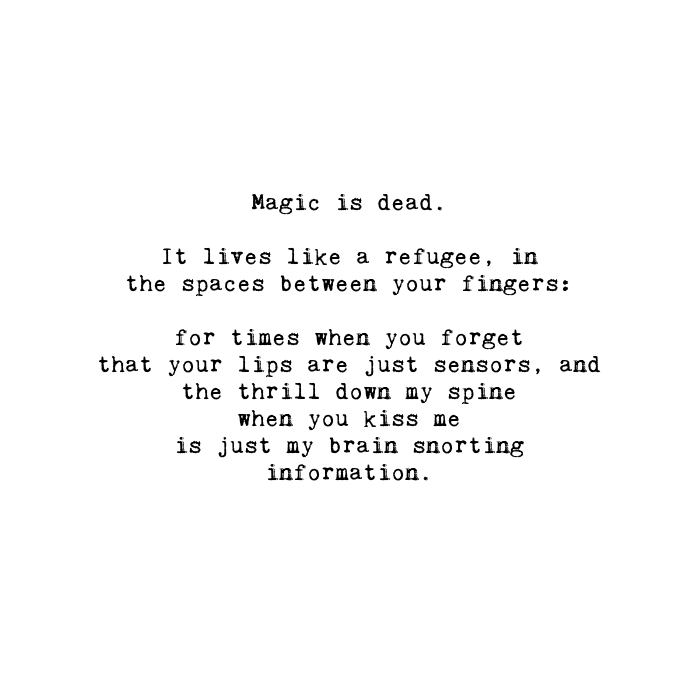 Magic is dead.
It lives like a refugee, in
the spaces between your fingers:
for times when you forget
that your lips are just sensors, and
the thrill down my spine
when you kiss me
is just my brain snorting
information.